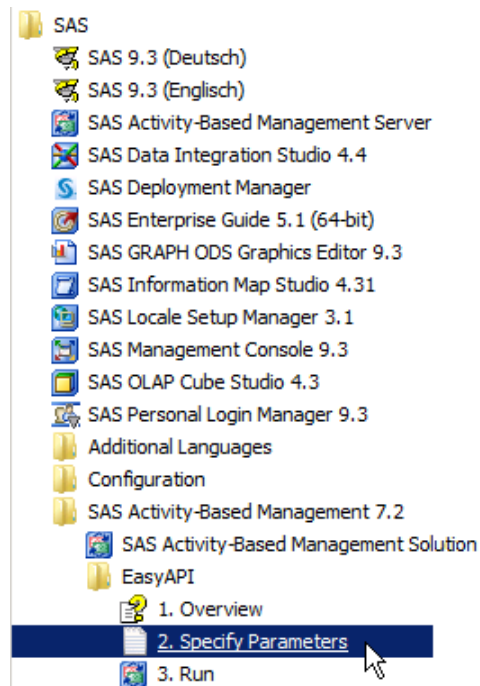 SAS
SAS 9.3 (Deutsch)
SAS 9.3 (Englisch)
SAS Activity-Based Management Server
SAS Data Integration Studio 4.4
SAS Deployment Manager
SAS Enterprise Guide 5.1 (64-bit)
SAS GRAPH ODS Graphics Editor 9.3
SAS Information Map Studio 4.31
SAS Locale Setup Manager 3.1
SAS Management Console 9.3
SAS OLAP Cube Studio 4.3
SAS Personal Login Manager 9.3
Additional Languages
Configuration
SAS Activity-Based Management 7.2
SAS Activity-Based Management Solution
EasyAPI
1. Overview
2. Specify Parameters
3. Run